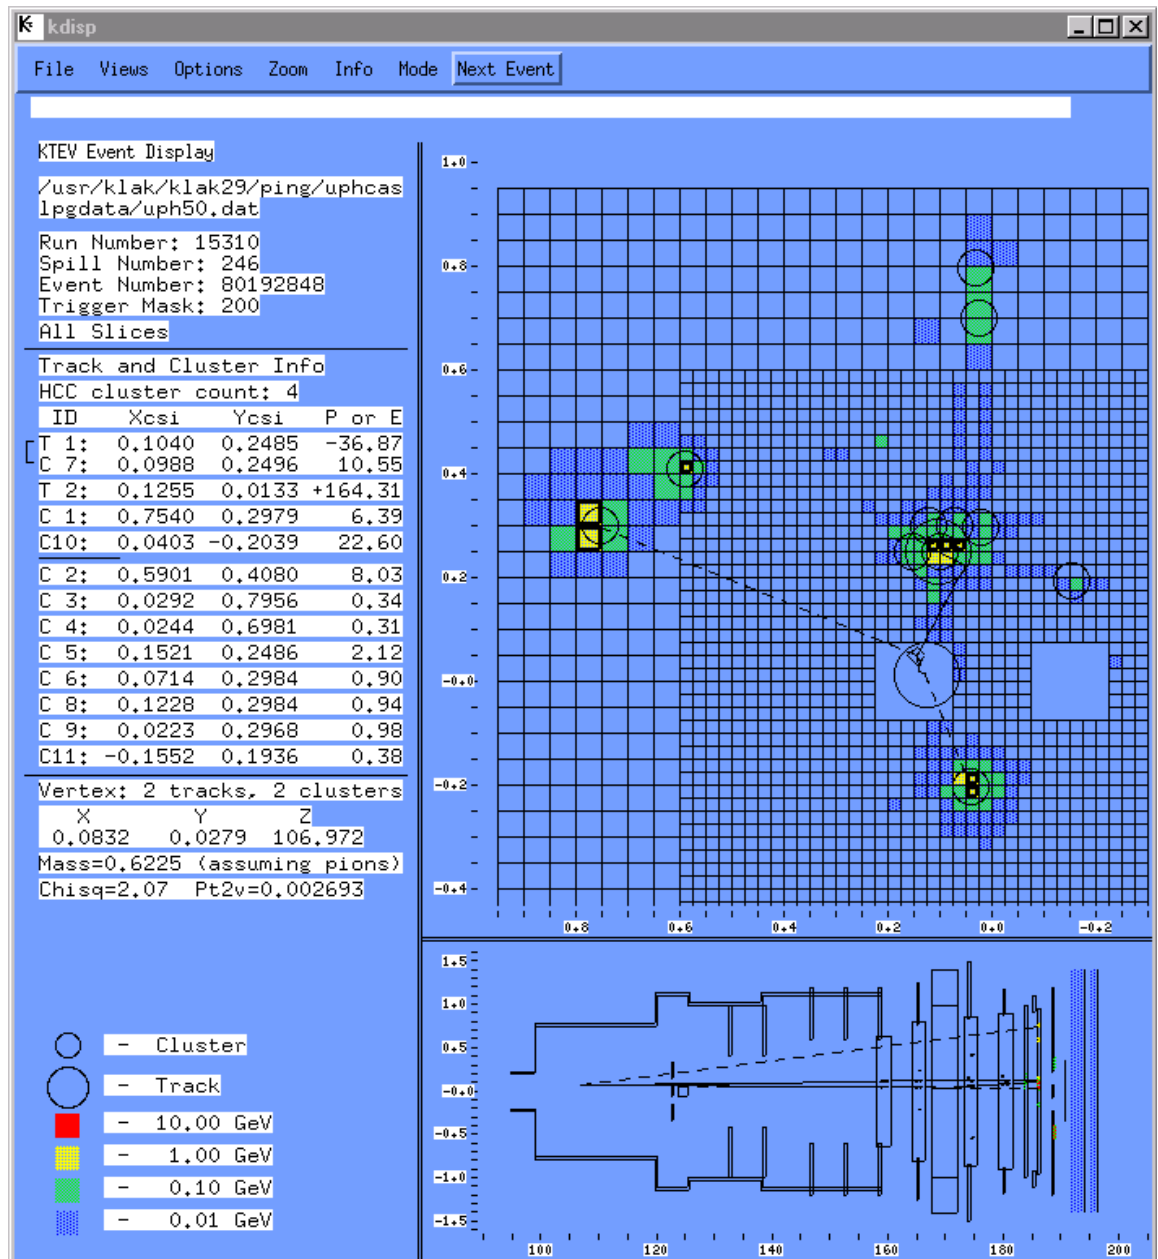 kdisp
File Views Options Zoom Info Mode Next Event
KTEV Event Display
/usr/klak/klak29/ping/uphcas
lpgdata/uph50.dat
Run Number: 15310
Spill Number: 246
Event Number: 80192848
Trigger Mask: 200
All Slices
Track and Cluster Info
HCC cluster count: 4
ID Xcsi Ycsi P or E
T 1: 0.1040 0.2485 -36.87
C 7: 0.0988 0.2496 10.55
T 2: 0.1255 0.0133 +164.31
C 1: 0.7540 0.2979 6.39
C10: 0.0403 -0.2039 22.60
C 2: 0.5901 0.4080 8.03
C 3: 0.0292 0.7956 0.34
C 4: 0.0244 0.6981 0.31
C 5: 0.1521 0.2486 2.12
C 6: 0.0714 0.2984 0.90
C 8: 0.1228 0.2984 0.94
C 9: 0.0223 0.2968 0.98
C11: -0.1552 0.1936 0.38
Vertex: 2 tracks, 2 clusters
X Y Z
0.0832 0.0279 106.972
Mass=0.6225 (assuming pions)
Chisq=2.07 Pt2v=0.002693
- Cluster
- Track
- 10.00 GeV
- 1.00 GeV
- 0.10 GeV
- 0.01 GeV
1.0
0.8
0.6
0.4
0.2
-0.0
-0.2
-0.4
0.8 0.6 0.4 0.2 0.0 -0.2
1.5
1.0
0.5
-0.0
-0.5
-1.0
-1.5
100 120 140 160 180 200